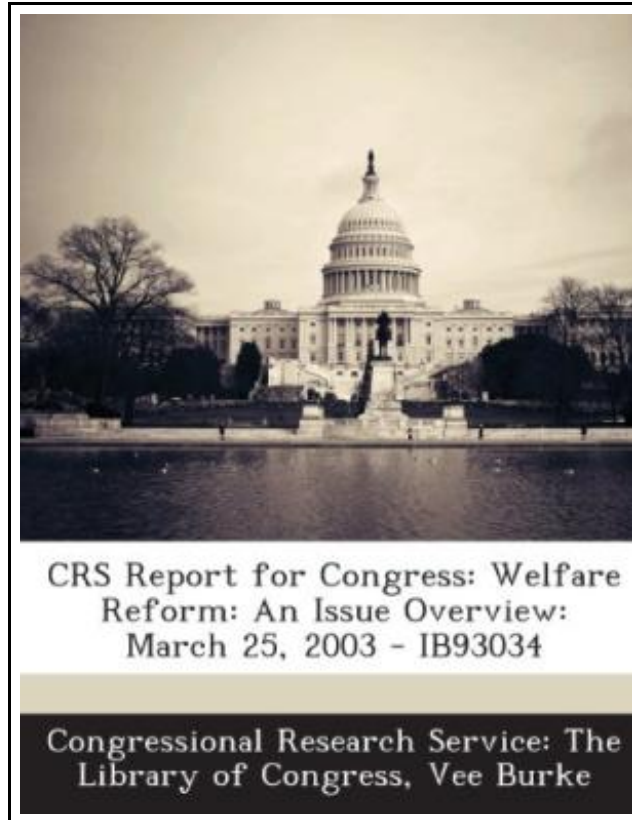 CRS Report for Congress: Welfare
Reform: An Issue Overview:
March 25, 2003 - IB93034
Congressional Research Service: The
Library of Congress, Vee Burke